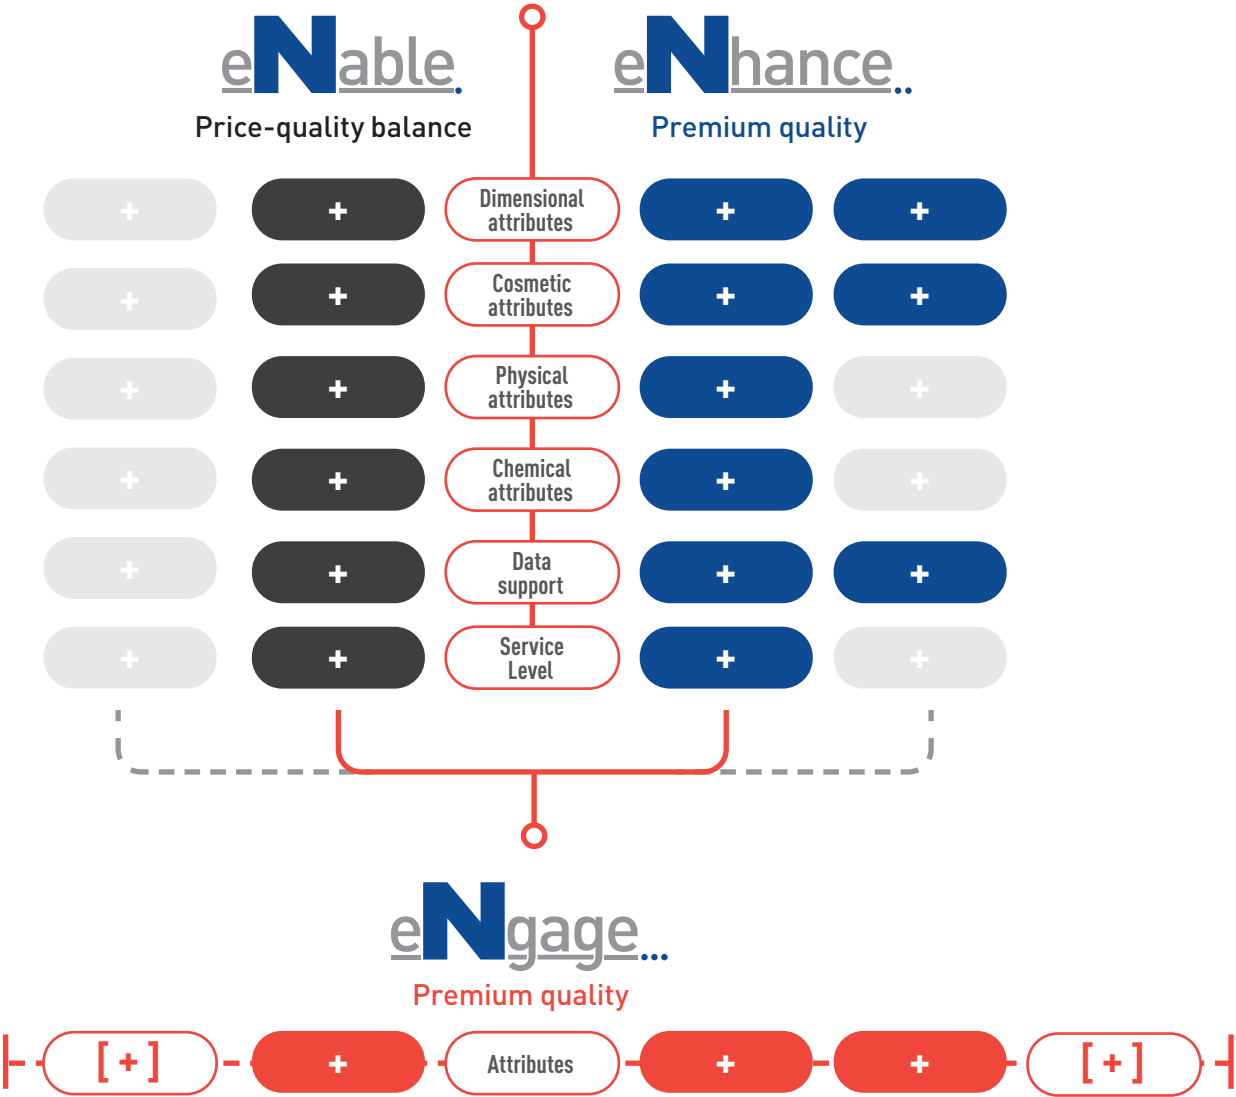 eNable.
eNhance..
Price-quality balance
Premium quality
+ + Dimensional + +
attributes
+ + Cosmetic + +
attributes
+ + Physical + +
attributes
+ + Chemical + +
attributes
+ + Data + +
support
+ + Service + +
Level
eNgage...
Premium quality
[+] + Attributes + + [+]